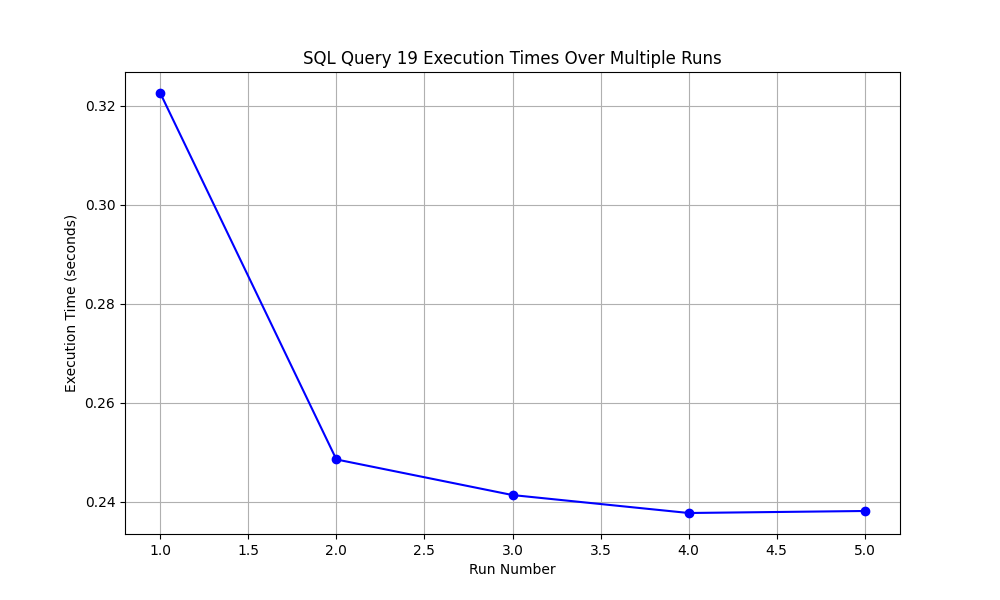 SQL Query 19 Execution Times Over Multiple Runs
0.32
0.30
0.28
0.26
0.24
Execution Time (seconds)
1.0 1.5 2.0 2.5 3.0 3.5 4.0 4.5 5.0
Run Number